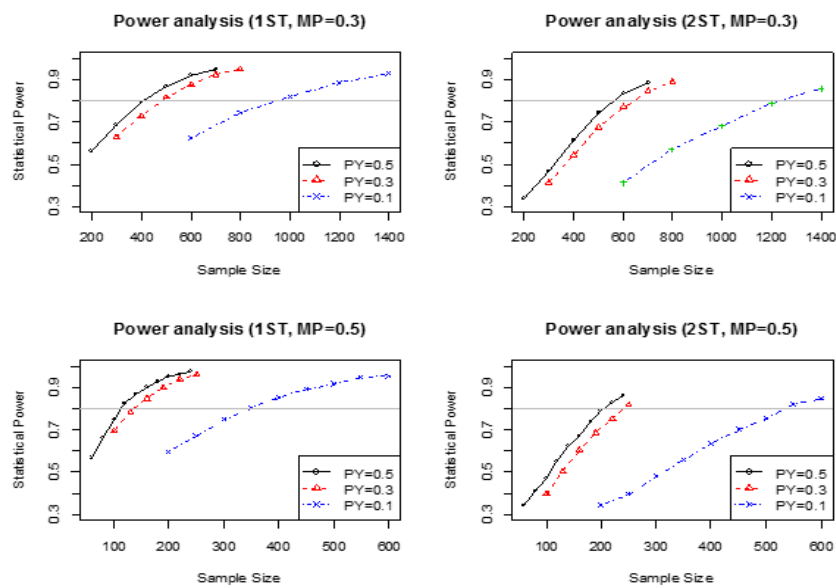 Power analysis (1ST, MP=0.3)
Statistical Power
0.9
0.7
0.5
0.3
PY=0.5
PY=0.3
PY=0.1
200 400 600 800 1000 1200 1400
Sample Size
Power analysis (2ST, MP=0.3)
Statistical Power
0.9
0.7
0.5
0.3
PY=0.5
PY=0.3
PY=0.1
200 400 600 800 1000 1200 1400
Sample Size
Power analysis (1ST, MP=0.5)
Statistical Power
0.9
0.7
0.5
0.3
PY=0.5
PY=0.3
PY=0.1
100 200 300 400 500 600
Sample Size
Power analysis (2ST, MP=0.5)
Statistical Power
0.9
0.7
0.5
0.3
PY=0.5
PY=0.3
PY=0.1
100 200 300 400 500 600
Sample Size